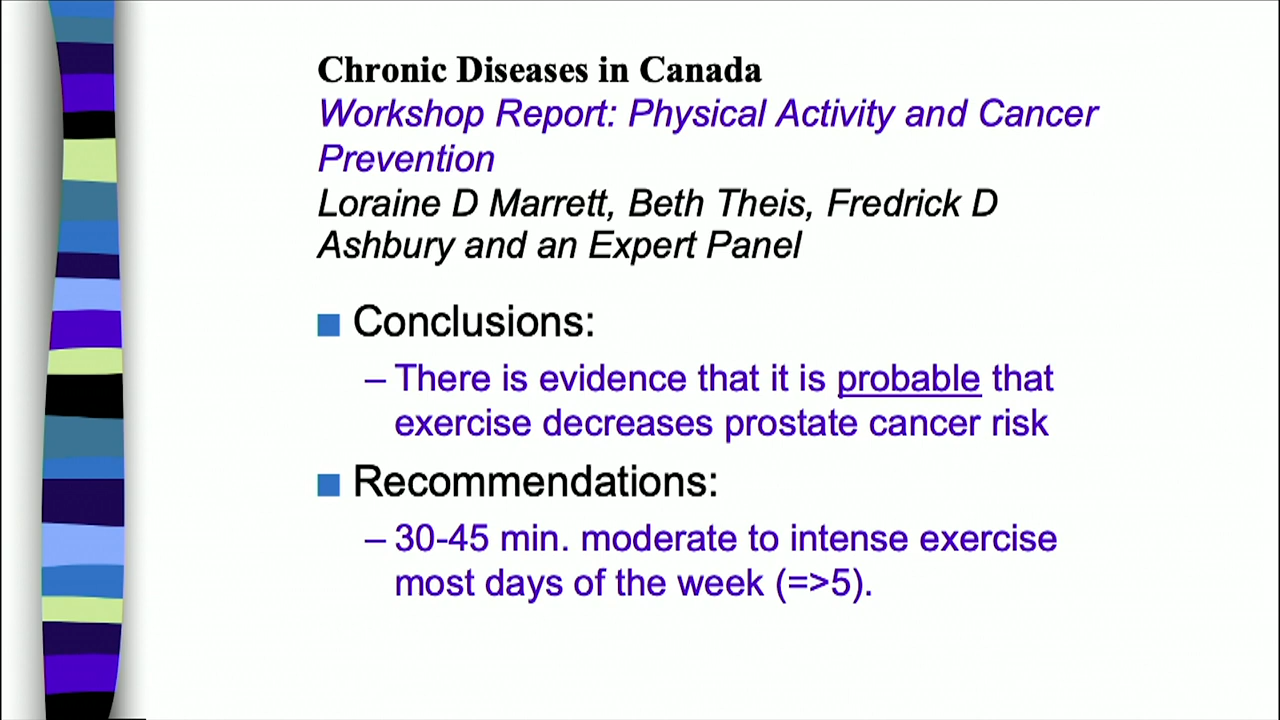 Chronic Diseases in Canada
Workshop Report: Physical Activity and Cancer
Prevention
Loraine D Marrett, Beth Theis, Fredrick D
Ashbury and an Expert Panel
Conclusions:
– There is evidence that it is probable that
exercise decreases prostate cancer risk
Recommendations:
– 30-45 min. moderate to intense exercise
most days of the week (=>5).